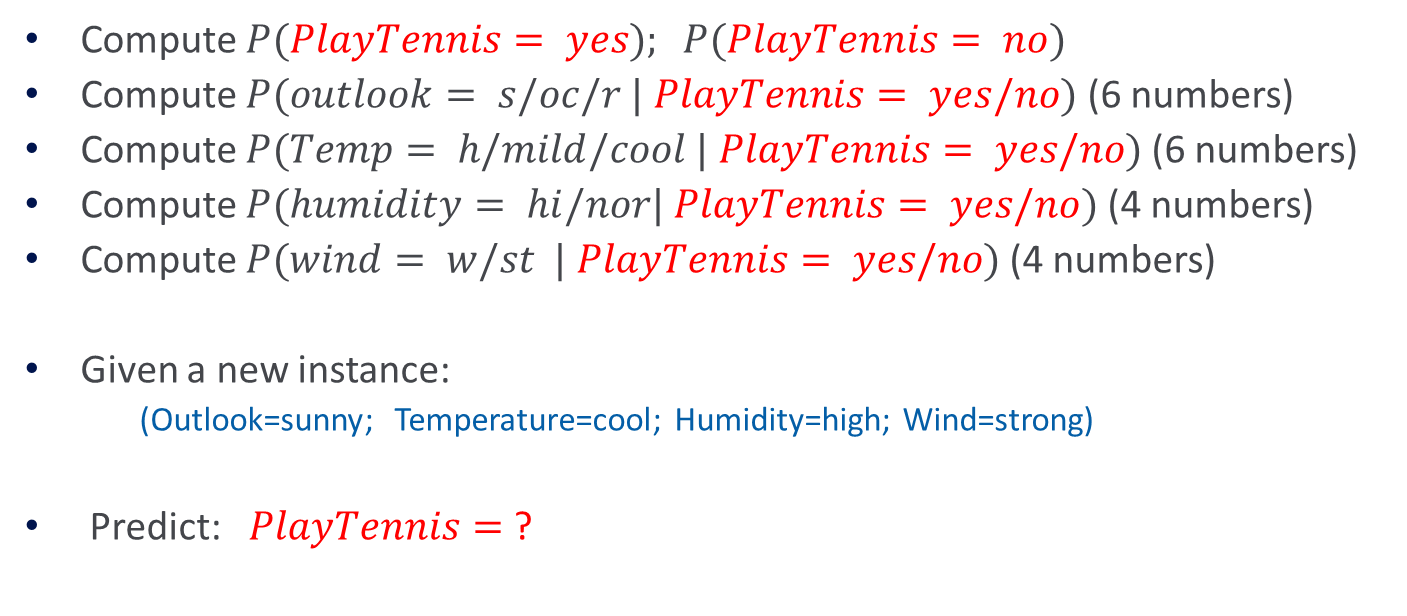 • Compute P(PlayTennis = yes); P(PlayTennis = no)
• Compute P(outlook = s/oc/r | PlayTennis = yes/no) (6 numbers)
• Compute P(Temp = h/mild/cool | PlayTennis = yes/no) (6 numbers)
• Compute P(humidity = hi/nor| PlayTennis = yes/no) (4 numbers)
• Compute P(wind = w/st | PlayTennis = yes/no) (4 numbers)
• Given a new instance:
(Outlook=sunny; Temperature=cool; Humidity=high; Wind=strong)
• Predict: PlayTennis = ?